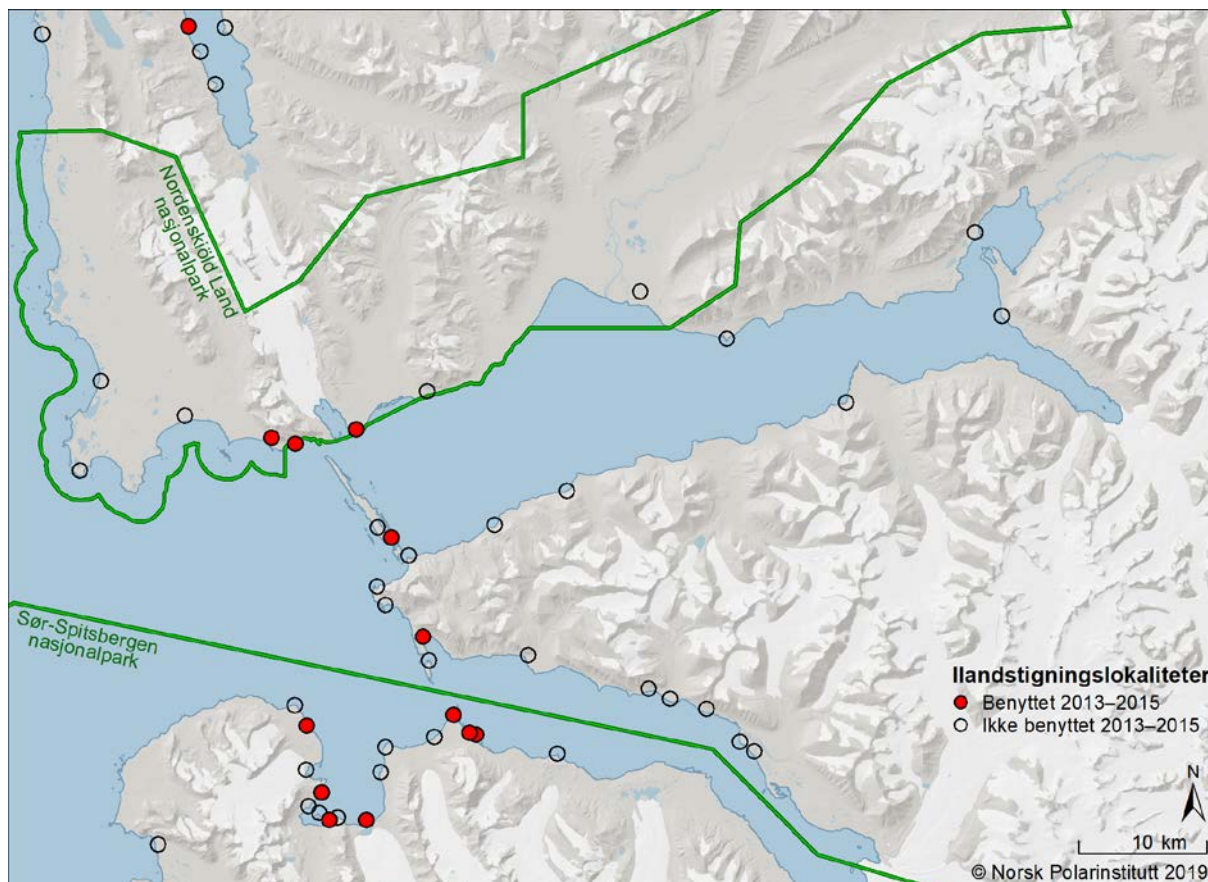 Nordenskiöld Land
nasjonalpark
Sør-Spitsbergen
nasjonalpark
Ilandstigningslokaliteter
Benyttet 2013–2015
Ikke benyttet 2013–2015
N
10 km
© Norsk Polarinstitutt 2019